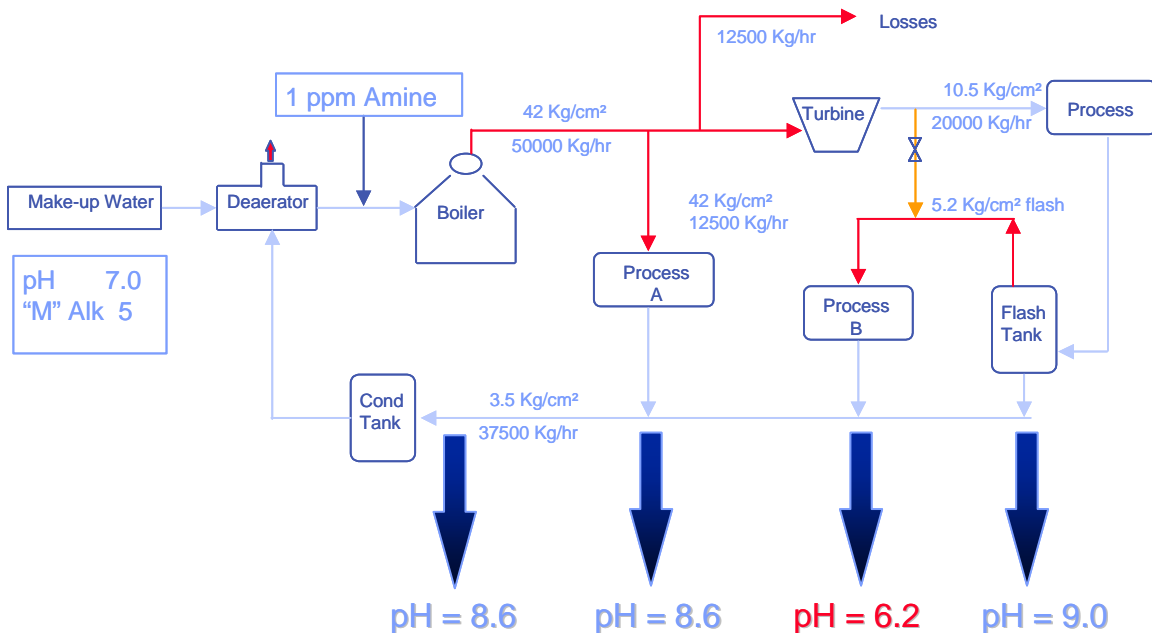 12500 Kg/hr
Losses
1 ppm Amine
42 Kg/cm²
50000 Kg/hr
Turbine
10.5 Kg/cm²
20000 Kg/hr
Process
Make-up Water
Deaerator
Boiler
42 Kg/cm²
12500 Kg/hr
5.2 Kg/cm² flash
pH 7.0
“M” Alk 5
Process
A
Process
B
Flash
Tank
Cond
Tank
3.5 Kg/cm²
37500 Kg/hr
pH = 8.6
pH = 8.6
pH = 6.2
pH = 9.0